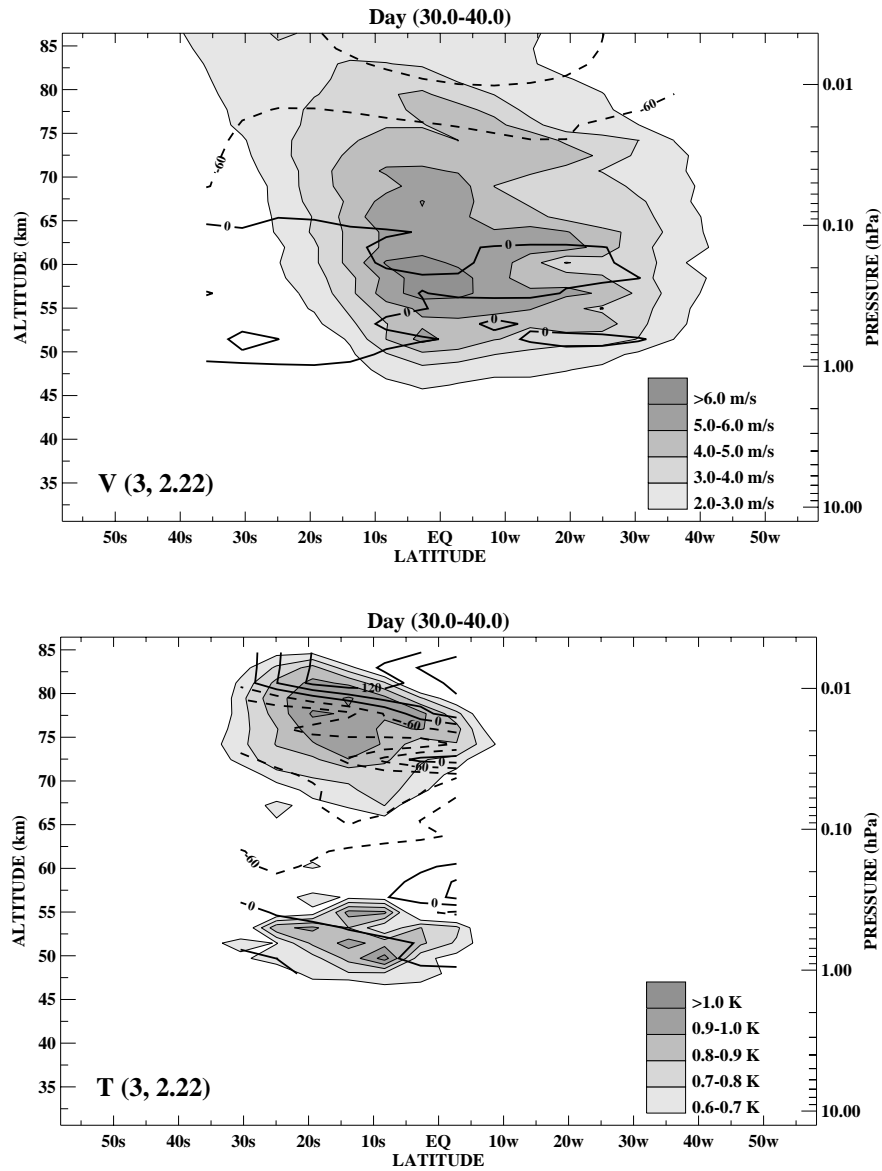 Day (30.0-40.0)
85
80
75
70
65
60
55
50
45
40
35
ALTITUDE (km)
0.01
0.10
1.00
10.00
PRESSURE (hPa)
-60
-60
0
0
0
0
0
>6.0 m/s
5.0-6.0 m/s
4.0-5.0 m/s
3.0-4.0 m/s
2.0-3.0 m/s
V (3, 2.22)
50s 40s 30s 20s 10s EQ 10w 20w 30w 40w 50w
LATITUDE
Day (30.0-40.0)
85
80
75
70
65
60
55
50
45
40
35
ALTITUDE (km)
0.01
0.10
1.00
10.00
PRESSURE (hPa)
120
-60
0
-60
0
-60
0
0
>1.0 K
0.9-1.0 K
0.8-0.9 K
0.7-0.8 K
0.6-0.7 K
T (3, 2.22)
50s 40s 30s 20s 10s EQ 10w 20w 30w 40w 50w
LATITUDE